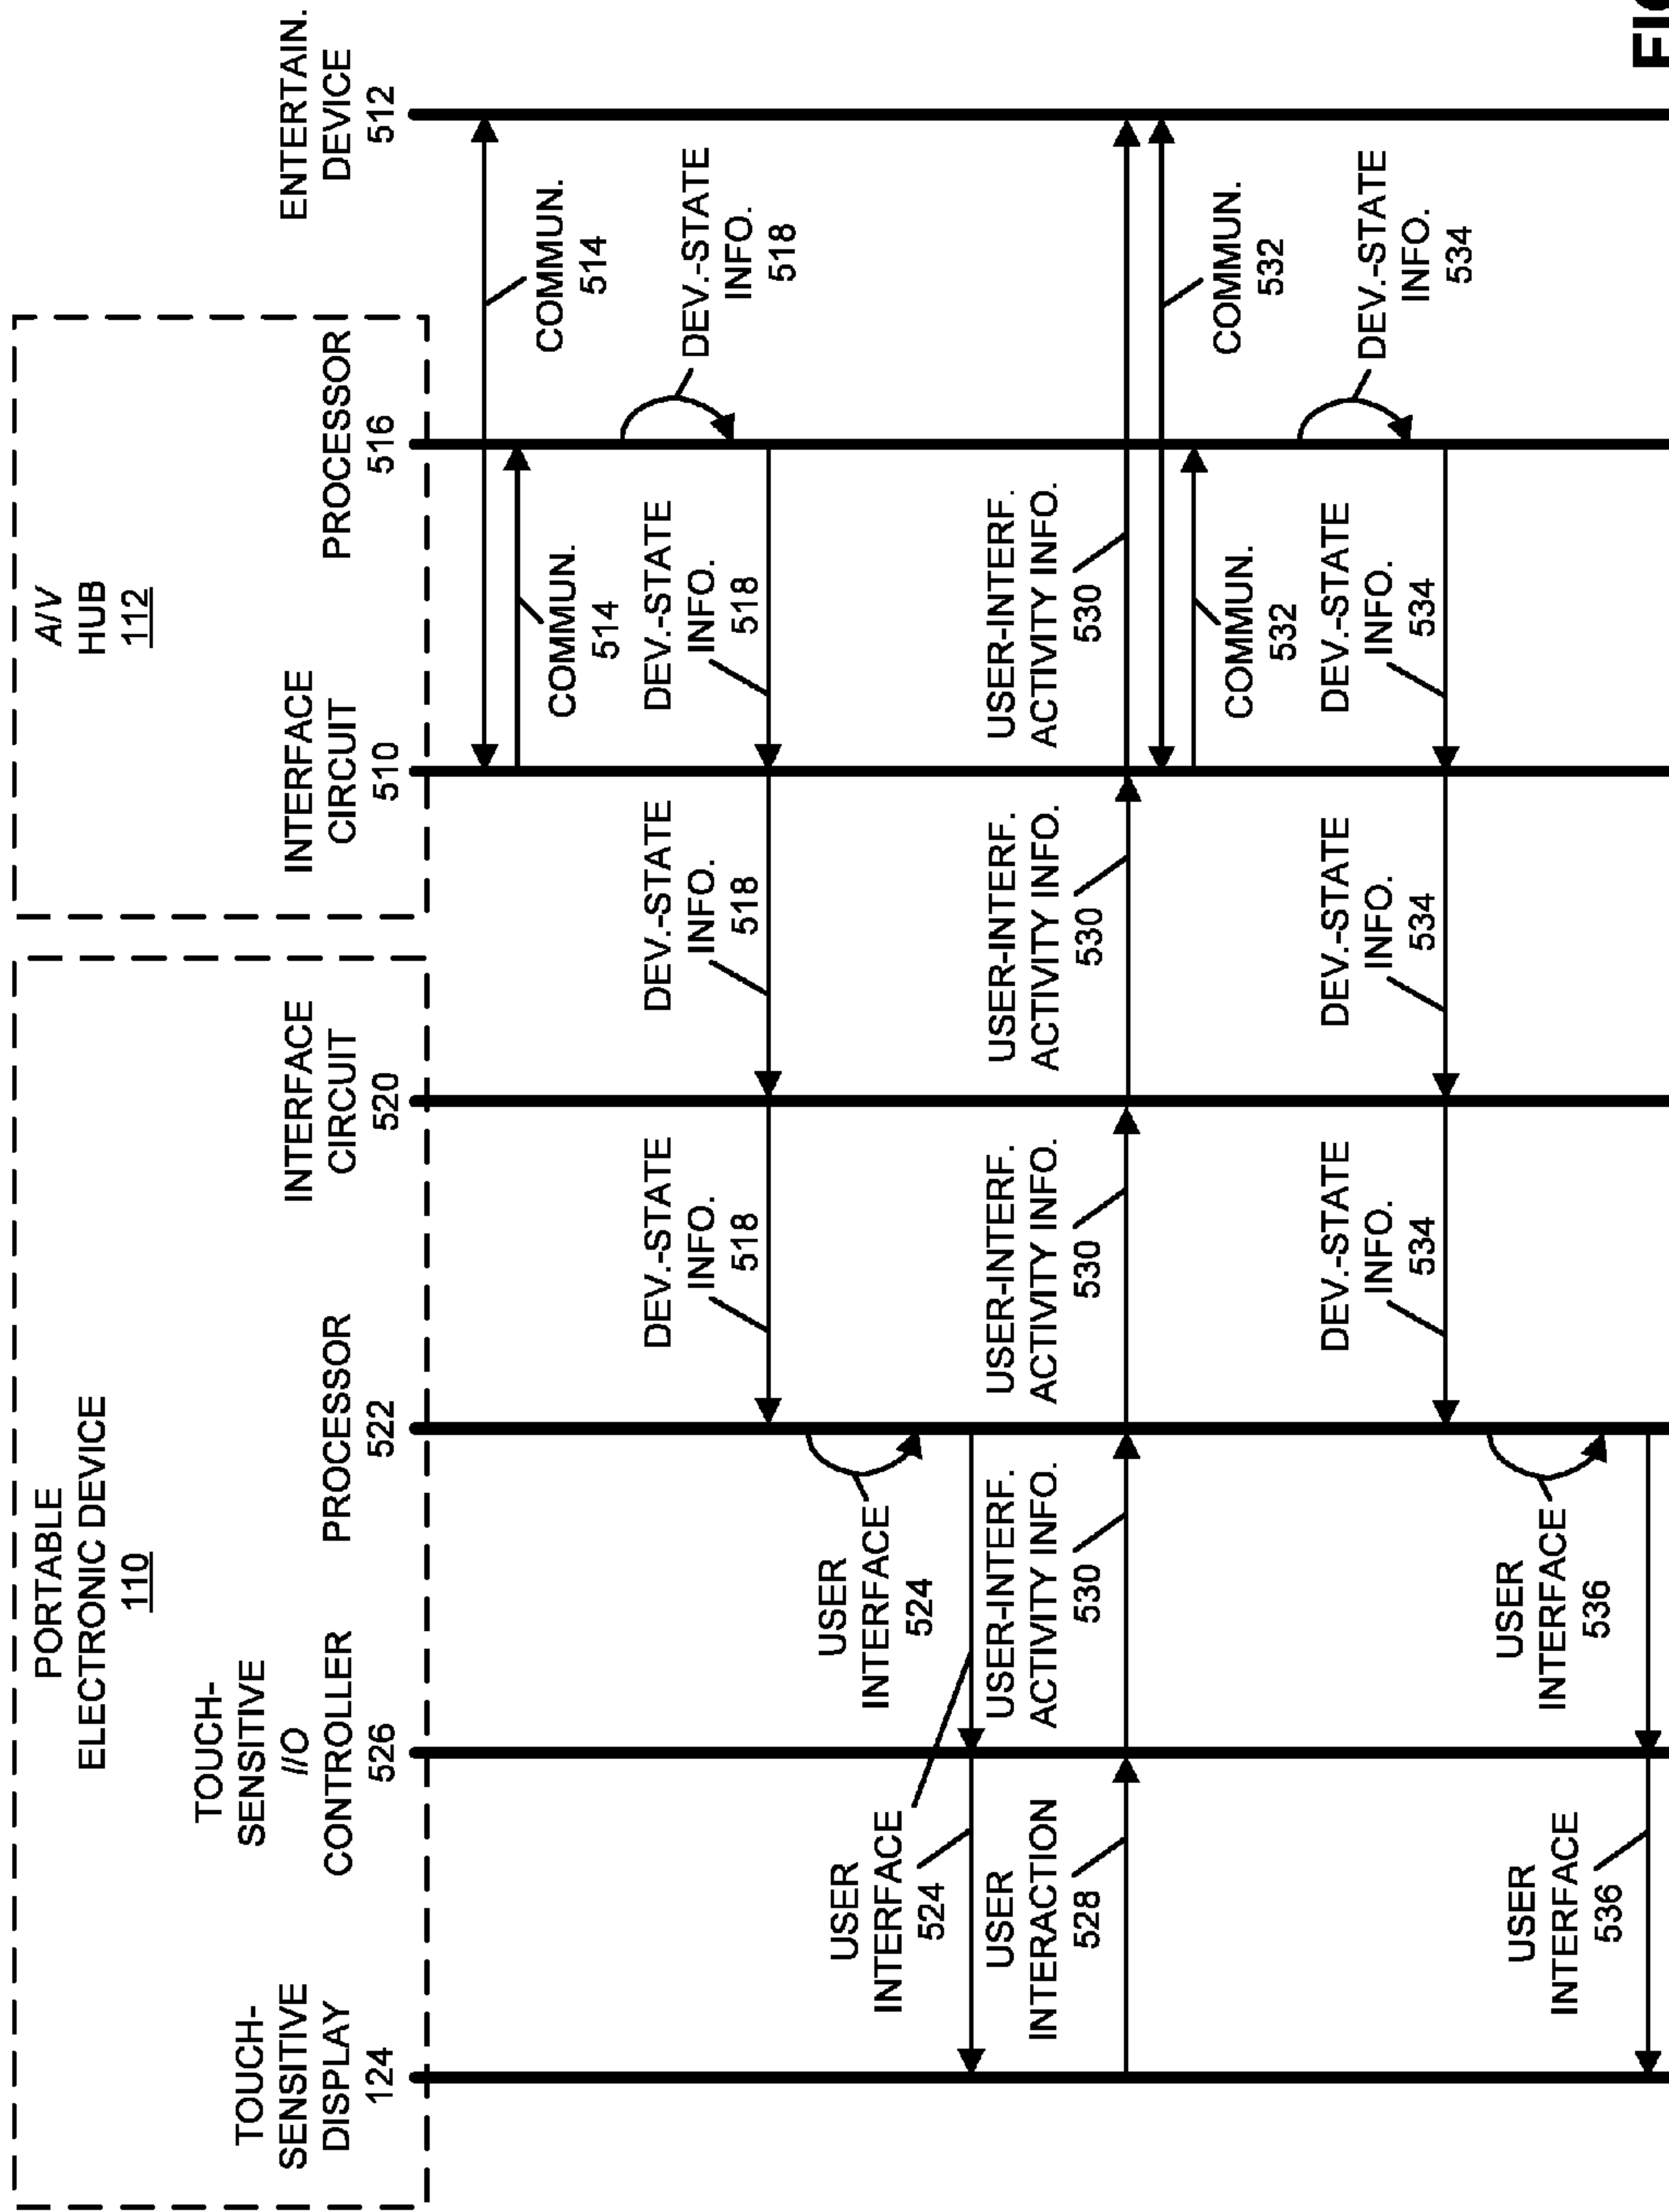 PORTABLE
ELECTRONIC DEVICE
110
A/V
HUB
112
TOUCH-
SENSITIVE
DISPLAY
124
TOUCH-
SENSITIVE
I/O
CONTROLLER
526
PROCESSOR
522
INTERFACE
CIRCUIT
520
INTERFACE
CIRCUIT
510
PROCESSOR
516
ENTERTAIN.
DEVICE
512
COMMUN.
514
COMMUN.
514
DEV.-STATE
INFO.
518
DEV.-STATE
INFO.
518
DEV.-STATE
INFO.
518
DEV.-STATE
INFO.
518
USER
INTERFACE
524
USER
INTERFACE
524
USER
INTERACTION
528
USER-INTERF.
ACTIVITY INFO.
530
USER-INTERF.
ACTIVITY INFO.
530
USER-INTERF.
ACTIVITY INFO.
530
USER-INTERF.
ACTIVITY INFO.
530
COMMUN.
532
COMMUN.
532
DEV.-STATE
INFO.
534
DEV.-STATE
INFO.
534
DEV.-STATE
INFO.
534
DEV.-STATE
INFO.
534
USER
INTERFACE
536
USER
INTERFACE
536